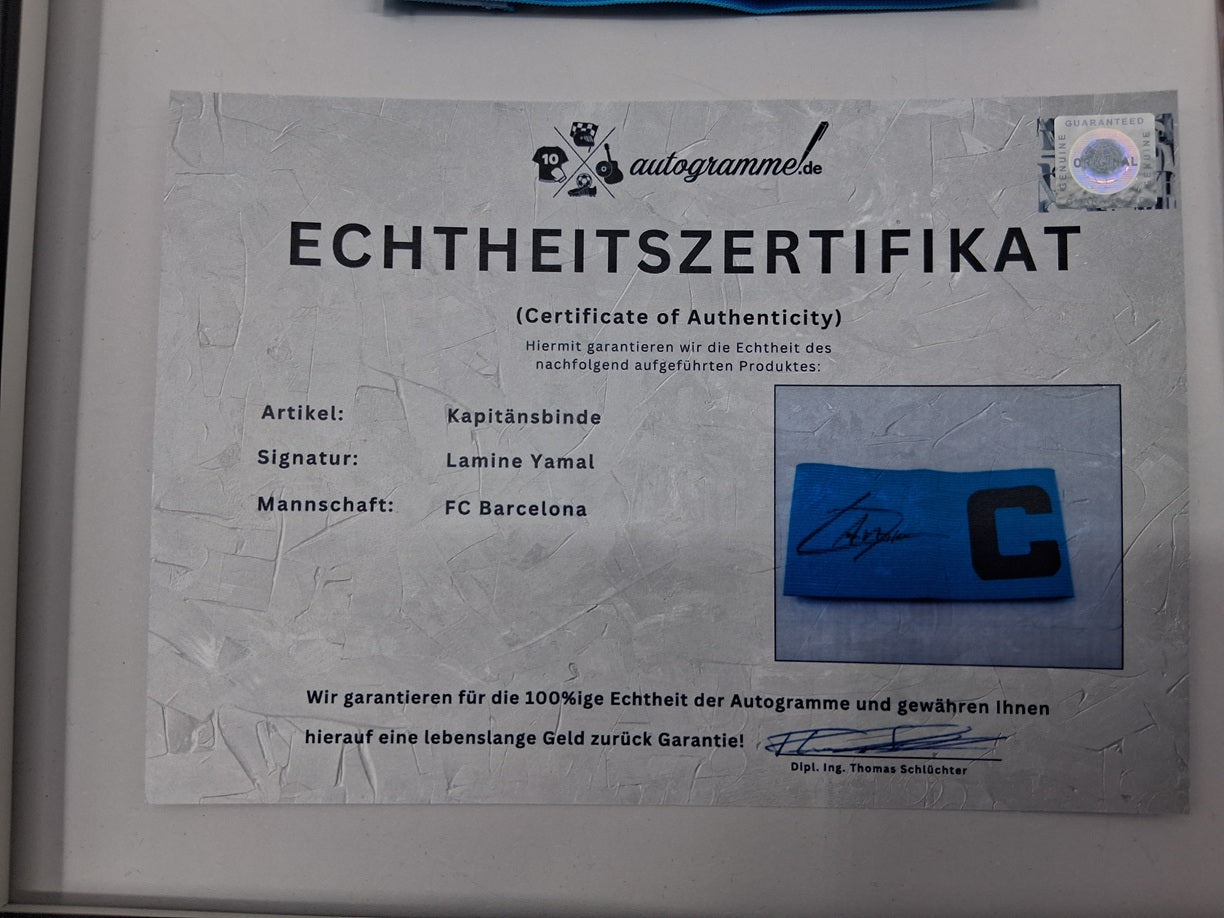 10
autogramme.de
GUARANTEED
GENUINE
ORIGINAL
GENUINE
ECHTHEITSZERTIFIKAT
(Certificate of Authenticity)
Hiermit garantieren wir die Echtheit des
nachfolgend aufgeführten Produktes:
Artikel: Kapitänsbinde
Signatur: Lamine Yamal
Mannschaft: FC Barcelona
C
Wir garantieren für die 100%ige Echtheit der Autogramme und gewähren Ihnen
hierauf eine lebenslange Geld zurück Garantie!
Dipl. Ing. Thomas Schlüchter